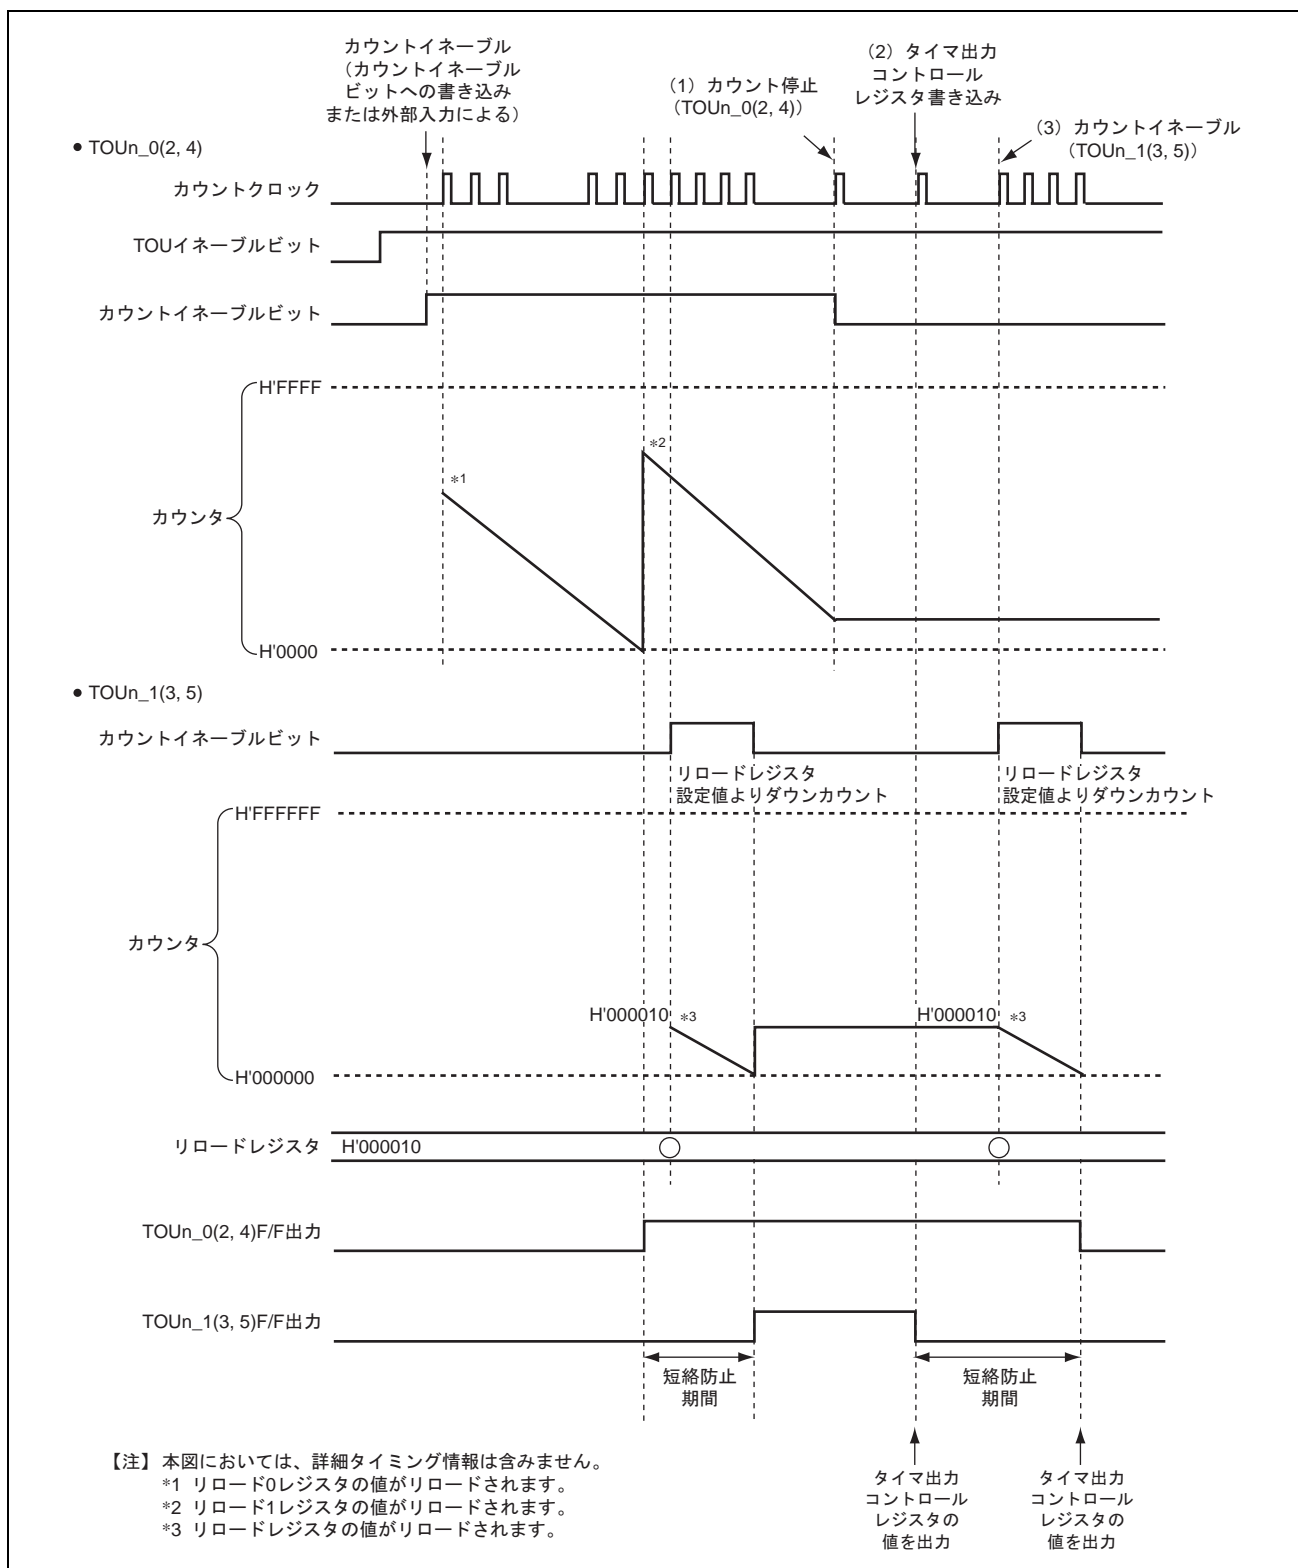 カウントイネーブル
（カウントイネーブル
ビットへの書き込み
または外部入力による）
（1）カウント停止
（TOUn_0(2, 4)）
（2）タイマ出力
コントロール
レジスタ書き込み
（3）カウントイネーブル
（TOUn_1(3, 5)）
● TOUn_0(2, 4)
カウントクロック
TOUイネーブルビット
カウントイネーブルビット
H'FFFF
*2
*1
カウンタ
H'0000
● TOUn_1(3, 5)
カウントイネーブルビット
リロードレジスタ
設定値よりダウンカウント
リロードレジスタ
設定値よりダウンカウント
H'FFFFFF
カウンタ
H'000010 *3
H'000010 *3
H'000000
リロードレジスタ H'000010
TOUn_0(2, 4)F/F出力
TOUn_1(3, 5)F/F出力
短絡防止
期間
短絡防止
期間
タイマ出力
コントロール
レジスタの
値を出力
タイマ出力
コントロール
レジスタの
値を出力
【注】 本図においては、詳細タイミング情報は含みません。
*1 リロード0レジスタの値がリロードされます。
*2 リロード1レジスタの値がリロードされます。
*3 リロードレジスタの値がリロードされます。